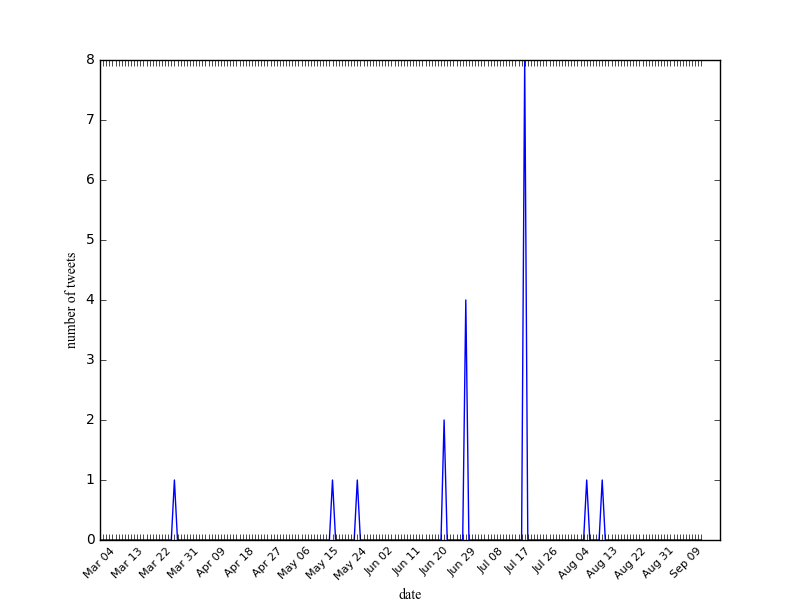 8
7
6
5
4
3
2
1
0
number of tweets
Mar 04
Mar 13
Mar 22
Mar 31
Apr 09
Apr 18
Apr 27
May 06
May 15
May 24
Jun 02
Jun 11
Jun 20
Jun 29
Jul 08
Jul 17
Jul 26
Aug 04
Aug 13
Aug 22
Aug 31
Sep 09
date